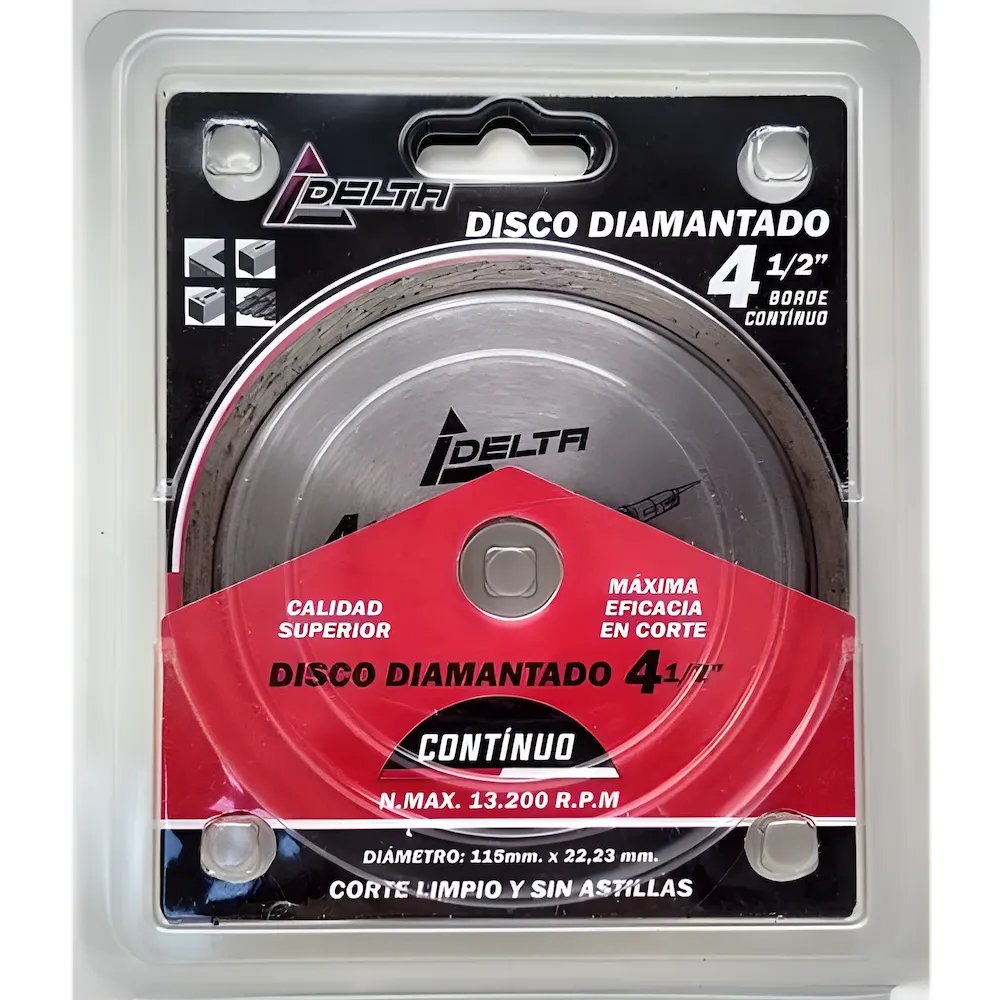 DELTA
DISCO DIAMANTADO
4 1/2"
BORDE
CONTÍNUO
DELTA
CALIDAD
SUPERIOR
MÁXIMA
EFICACIA
EN CORTE
DISCO DIAMANTADO 4 1/2"
CONTÍNUO
N.MAX. 13.200 R.P.M
DIÁMETRO: 115mm. x 22,23 mm.
CORTE LIMPIO Y SIN ASTILLAS